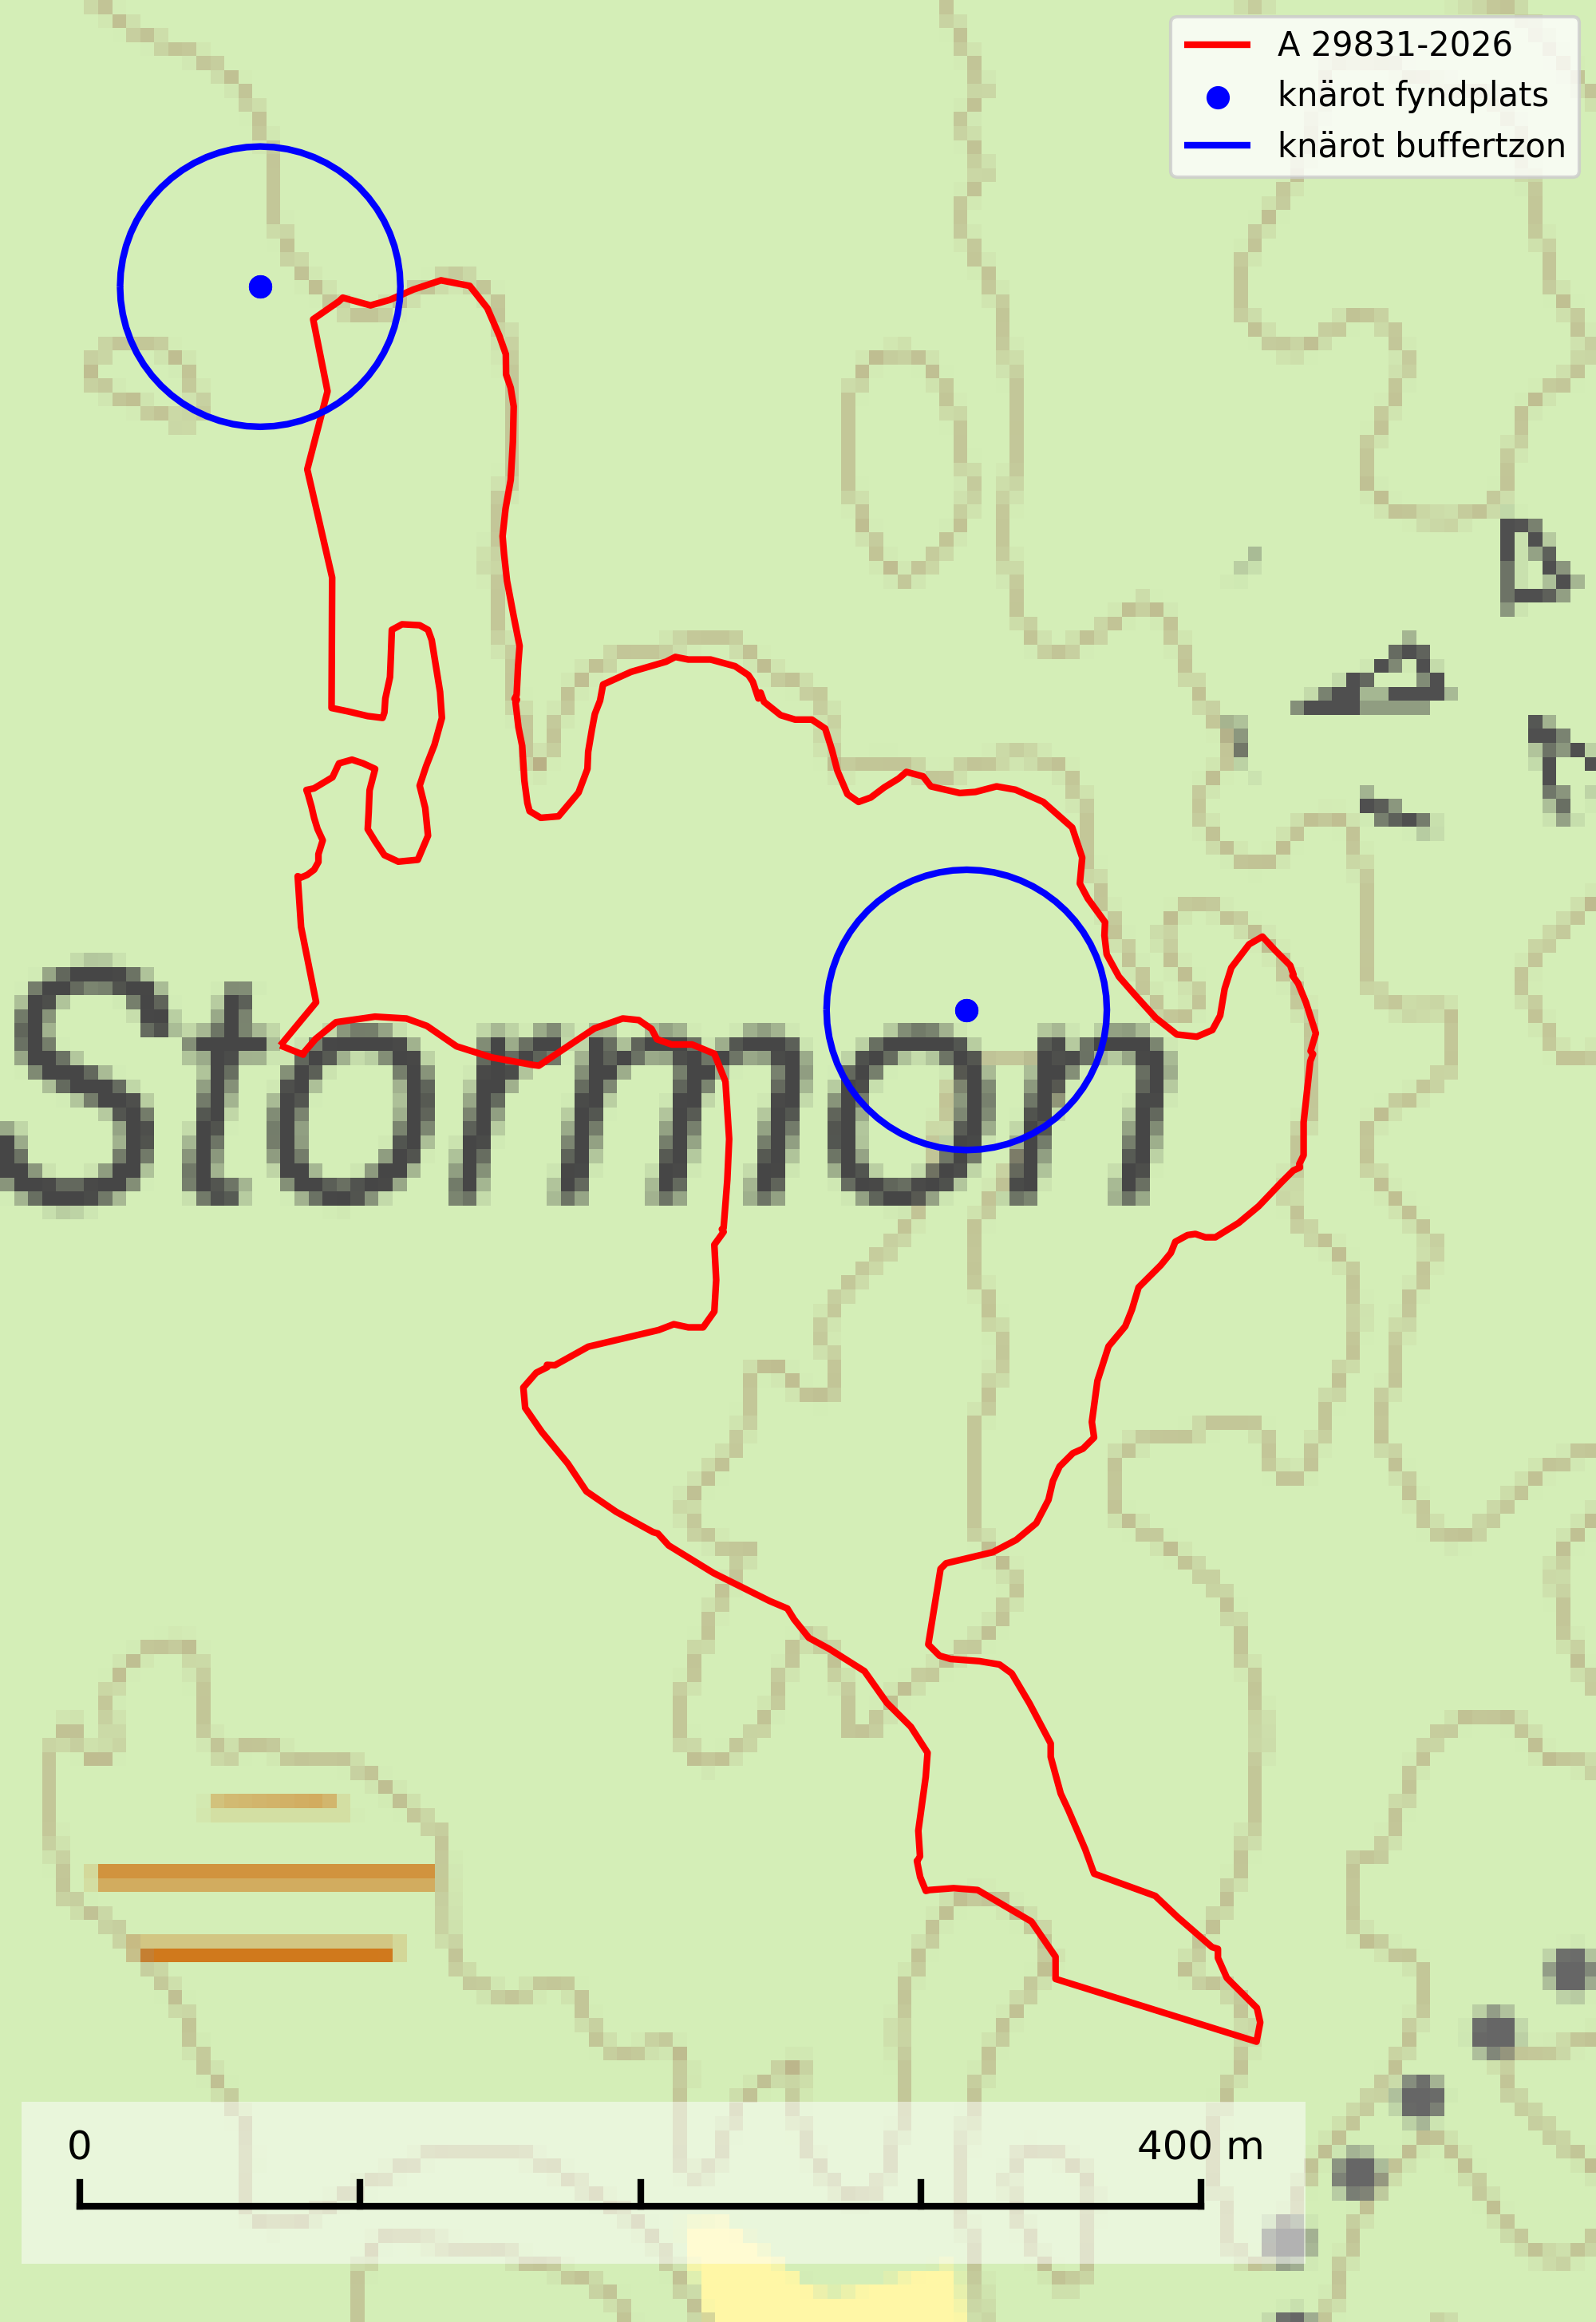 A 29831-2026
knärot fyndplats
knärot buffertzon
Stormon
0 400 m